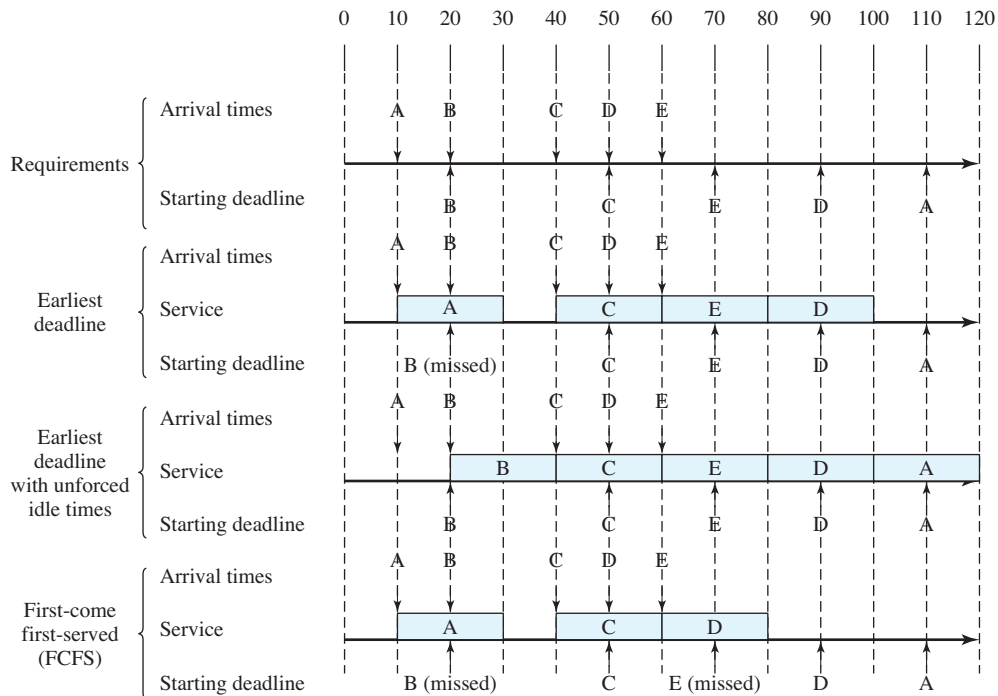 0 10 20 30 40 50 60 70 80 90 100 110 120
Requirements
Arrival times A B C D E
Starting deadline B C E D A
Earliest
deadline
Arrival times A B C D E
Service A C E D
Starting deadline B (missed) C E D A
Earliest
deadline
with unforced
idle times
Arrival times A B C D E
Service B C E D A
Starting deadline B C E D A
First-come
first-served
(FCFS)
Arrival times A B C D E
Service A C D
Starting deadline B (missed) C E (missed) D A